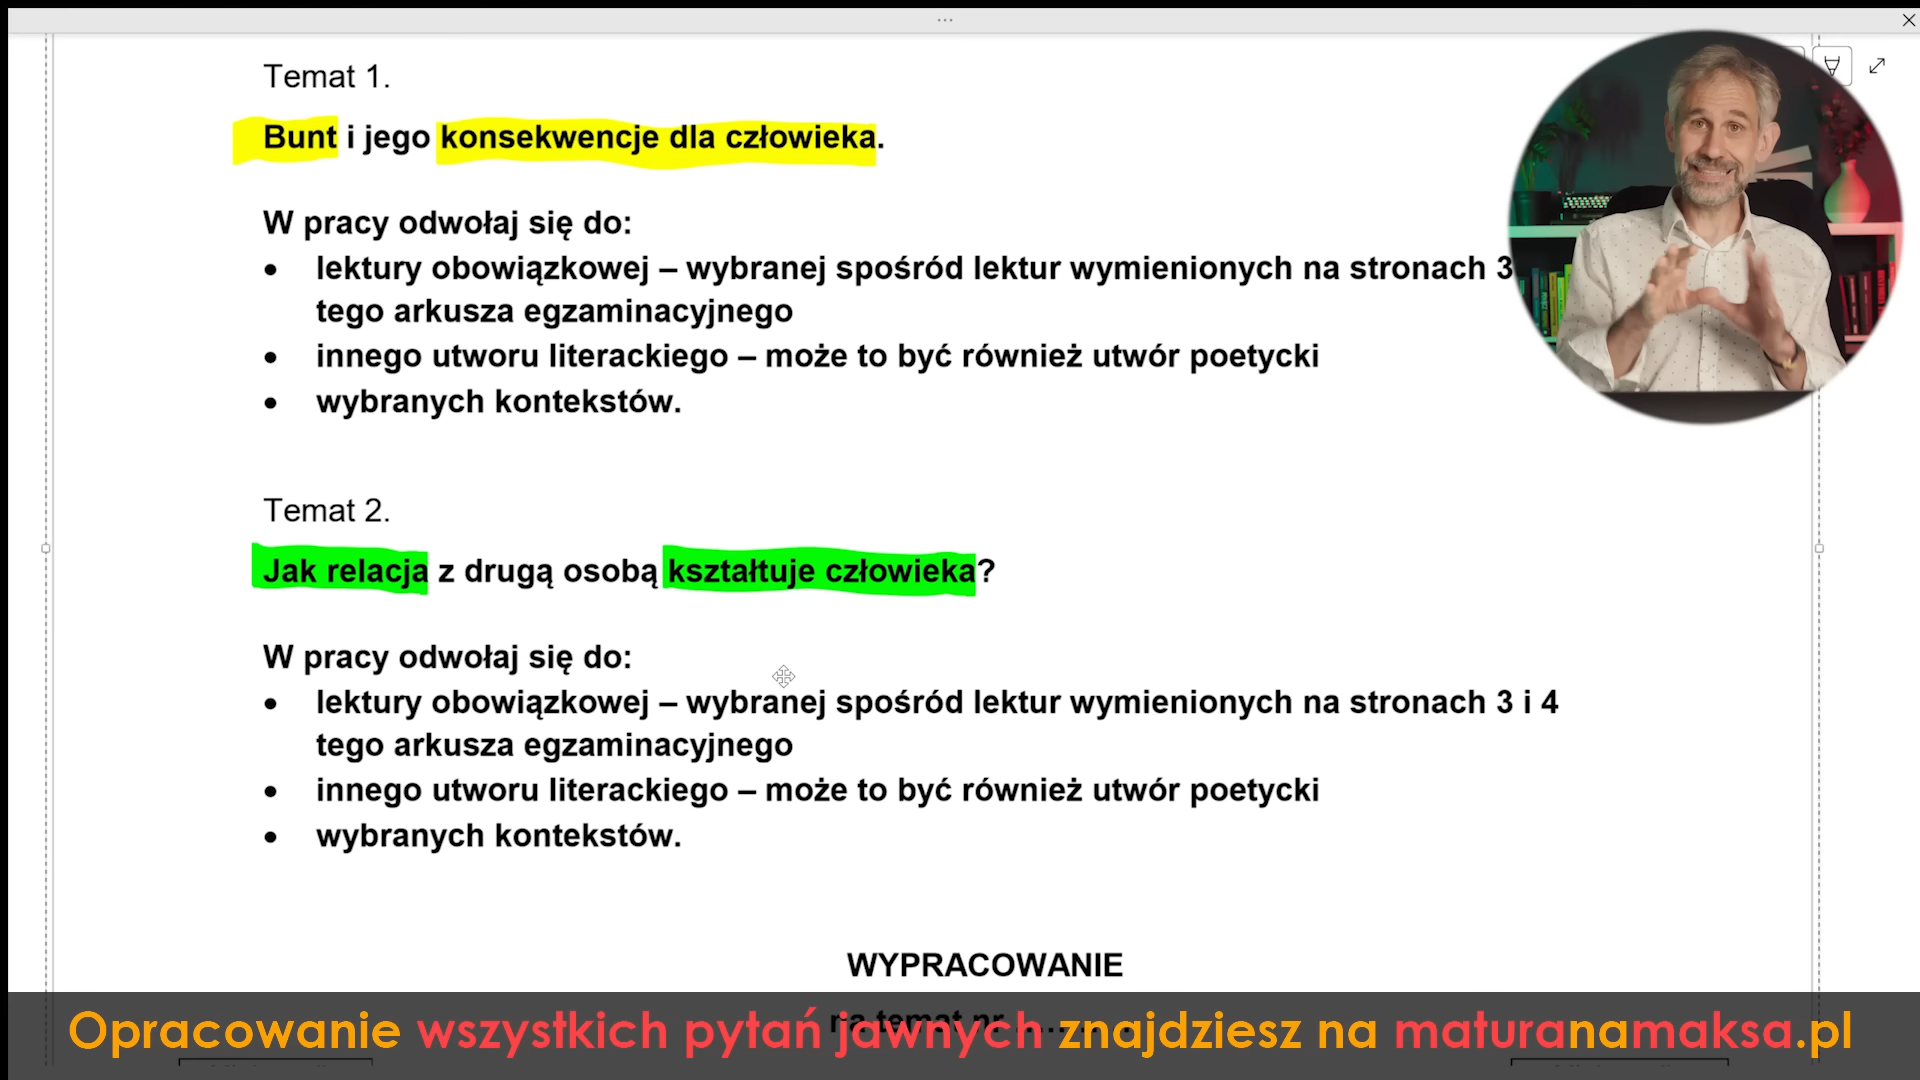 Temat 1.
Bunt i jego konsekwencje dla człowieka.
W pracy odwołaj się do:
• lektury obowiązkowej – wybranej spośród lektur wymienionych na stronach 3
tego arkusza egzaminacyjnego
• innego utworu literackiego – może to być również utwór poetycki
• wybranych kontekstów.
Temat 2.
Jak relacja z drugą osobą kształtuje człowieka?
W pracy odwołaj się do:
• lektury obowiązkowej – wybranej spośród lektur wymienionych na stronach 3 i 4
tego arkusza egzaminacyjnego
• innego utworu literackiego – może to być również utwór poetycki
• wybranych kontekstów.
WYPRACOWANIE
na temat nr
Opracowanie wszystkich pytań jawnych znajdziesz na maturanamaksa.pl